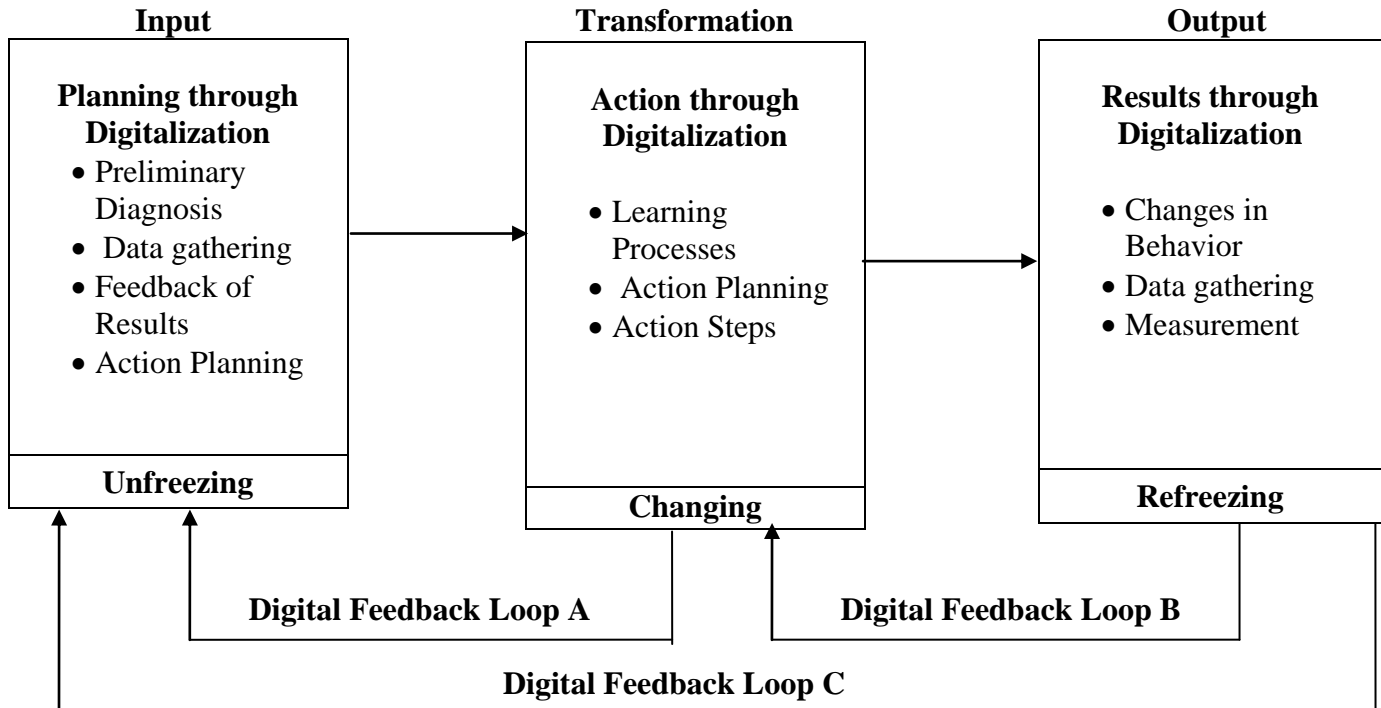 Input
Planning through
Digitalization
• Preliminary
Diagnosis
• Data gathering
• Feedback of
Results
• Action Planning
Unfreezing
Transformation
Action through
Digitalization
• Learning
Processes
• Action Planning
• Action Steps
Changing
Output
Results through
Digitalization
• Changes in
Behavior
• Data gathering
• Measurement
Refreezing
Digital Feedback Loop A
Digital Feedback Loop B
Digital Feedback Loop C